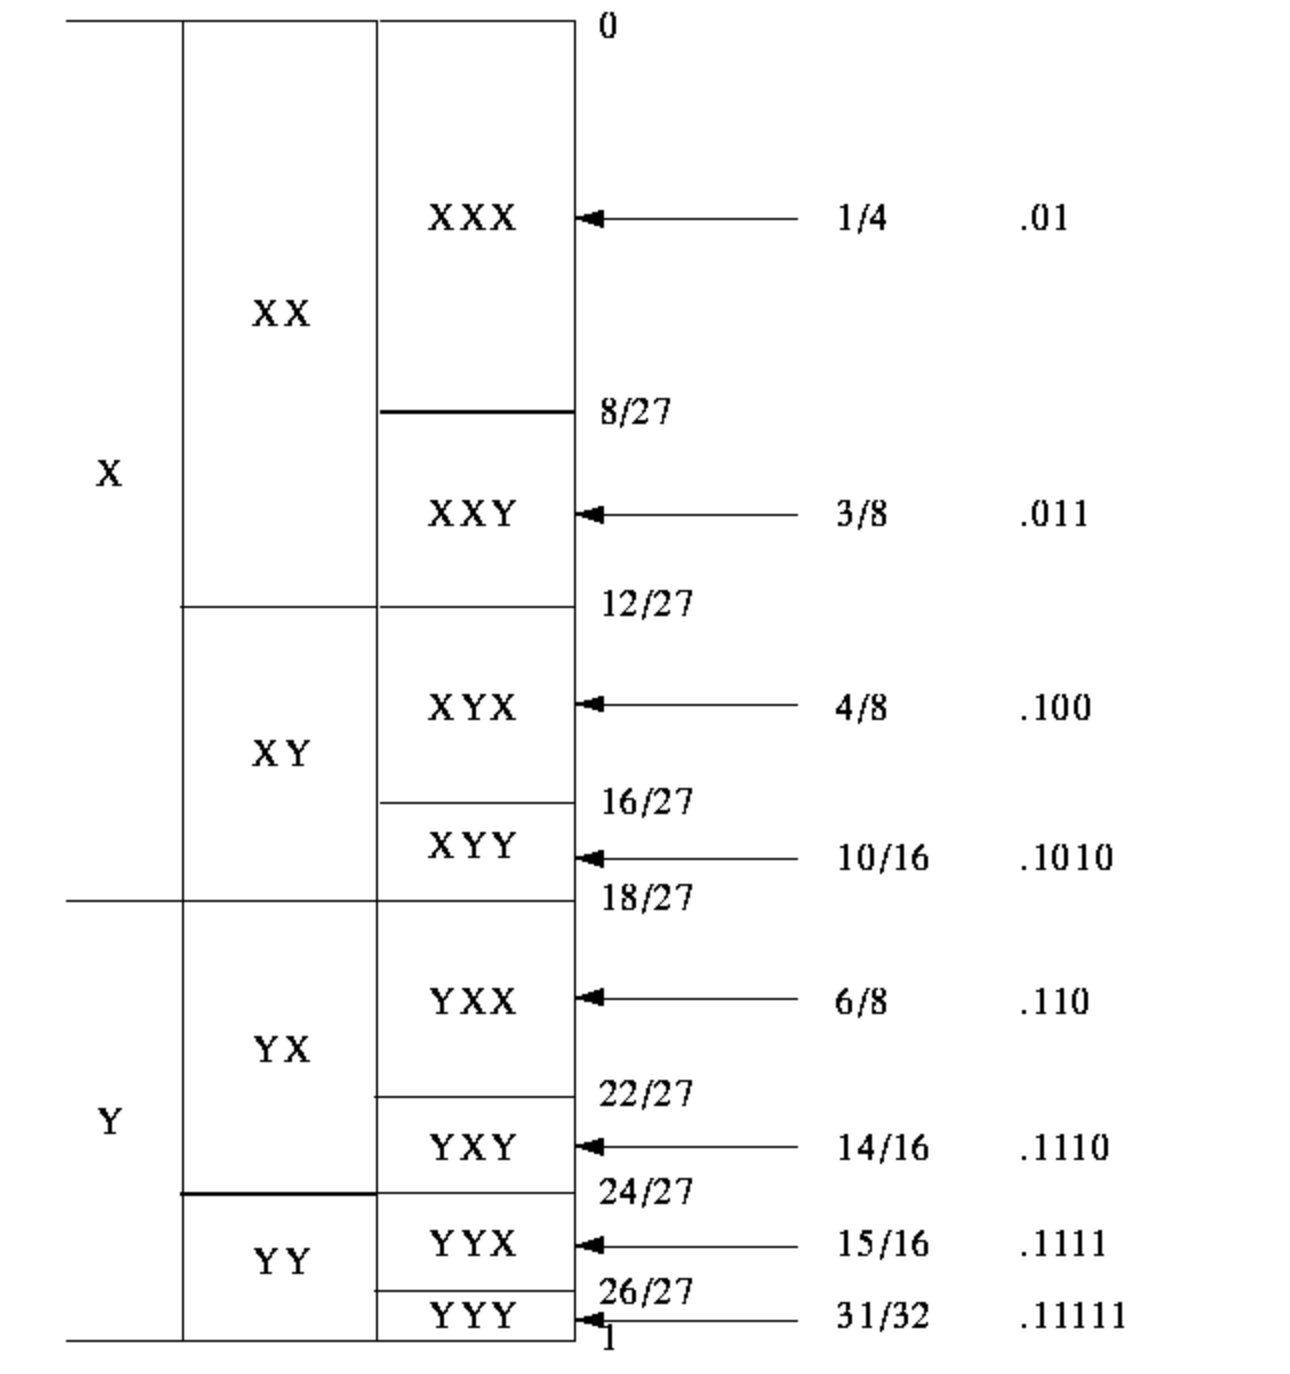 0
XXX 1/4 .01
XX
8/27
X
XXY 3/8 .011
12/27
XYX 4/8 .100
XY
16/27
XYY 10/16 .1010
18/27
YXX 6/8 .110
YX
22/27
Y
YXY 14/16 .1110
24/27
YYX 15/16 .1111
YY
26/27
YYY 31/32 .11111
1